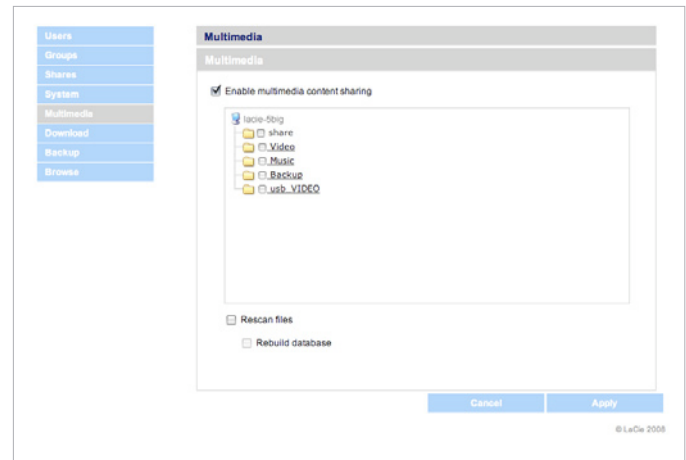 Users
Groups
Shares
System
Multimedia
Download
Backup
Browse
Multimedia
Multimedia
Enable multimedia content sharing
lacie-5big
share
Video
Music
Backup
usb_VIDEO
Rescan files
Rebuild database
Cancel Apply
© LaCie 2008